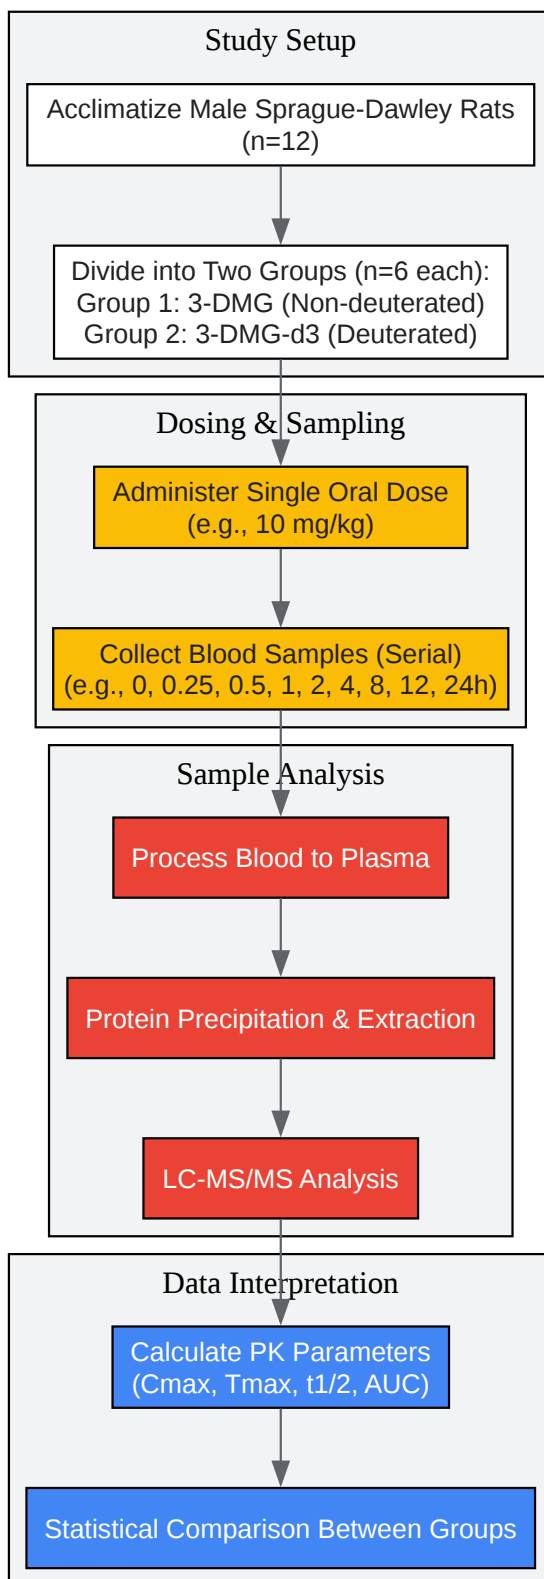 Study Setup
Acclimatize Male Sprague-Dawley Rats
(n=12)
Divide into Two Groups (n=6 each):
Group 1: 3-DMG (Non-deuterated)
Group 2: 3-DMG-d3 (Deuterated)
Dosing & Sampling
Administer Single Oral Dose
(e.g., 10 mg/kg)
Collect Blood Samples (Serial)
(e.g., 0, 0.25, 0.5, 1, 2, 4, 8, 12, 24h)
Sample Analysis
Process Blood to Plasma
Protein Precipitation & Extraction
LC-MS/MS Analysis
Data Interpretation
Calculate PK Parameters
(Cmax, Tmax, t1/2, AUC)
Statistical Comparison Between Groups